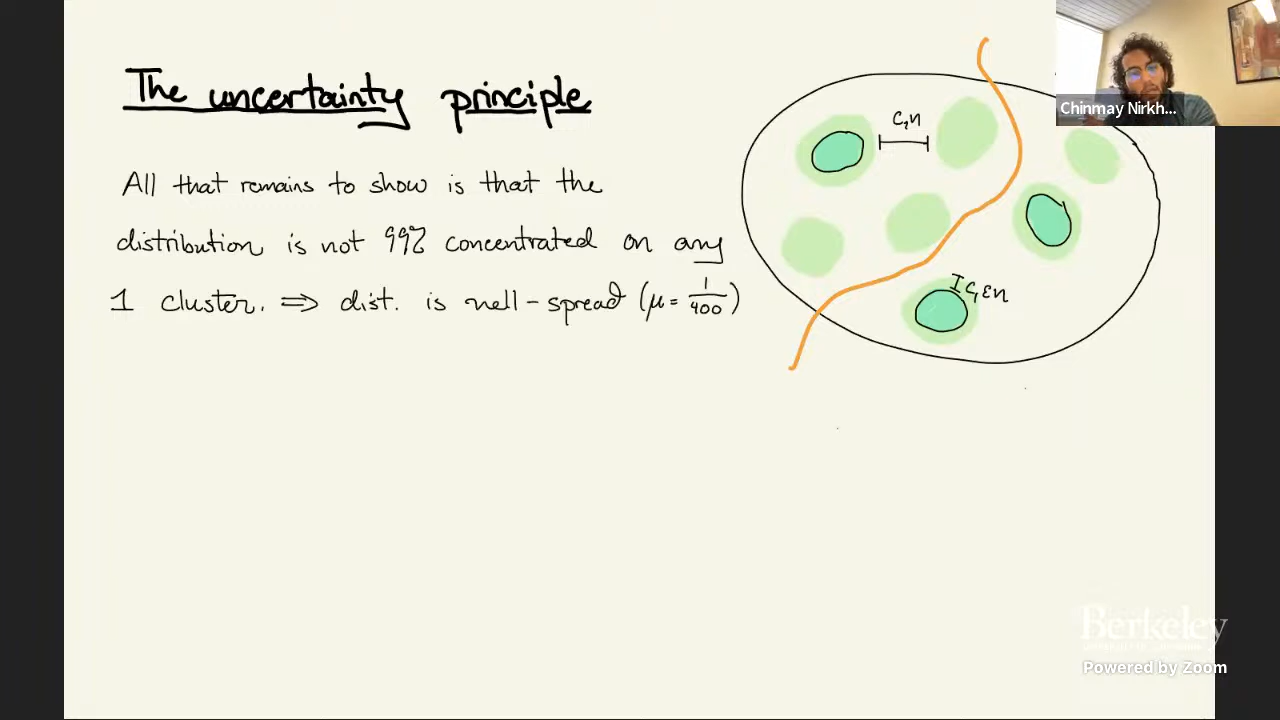 The uncertainty principle
All that remains to show is that the
distribution is not 99% concentrated on any
1 cluster. ⟹ dist. is well-spread (μ = 1/400)
C₂n
C₁εn
Chinmay Nirkh...
Berkeley
Powered by Zoom